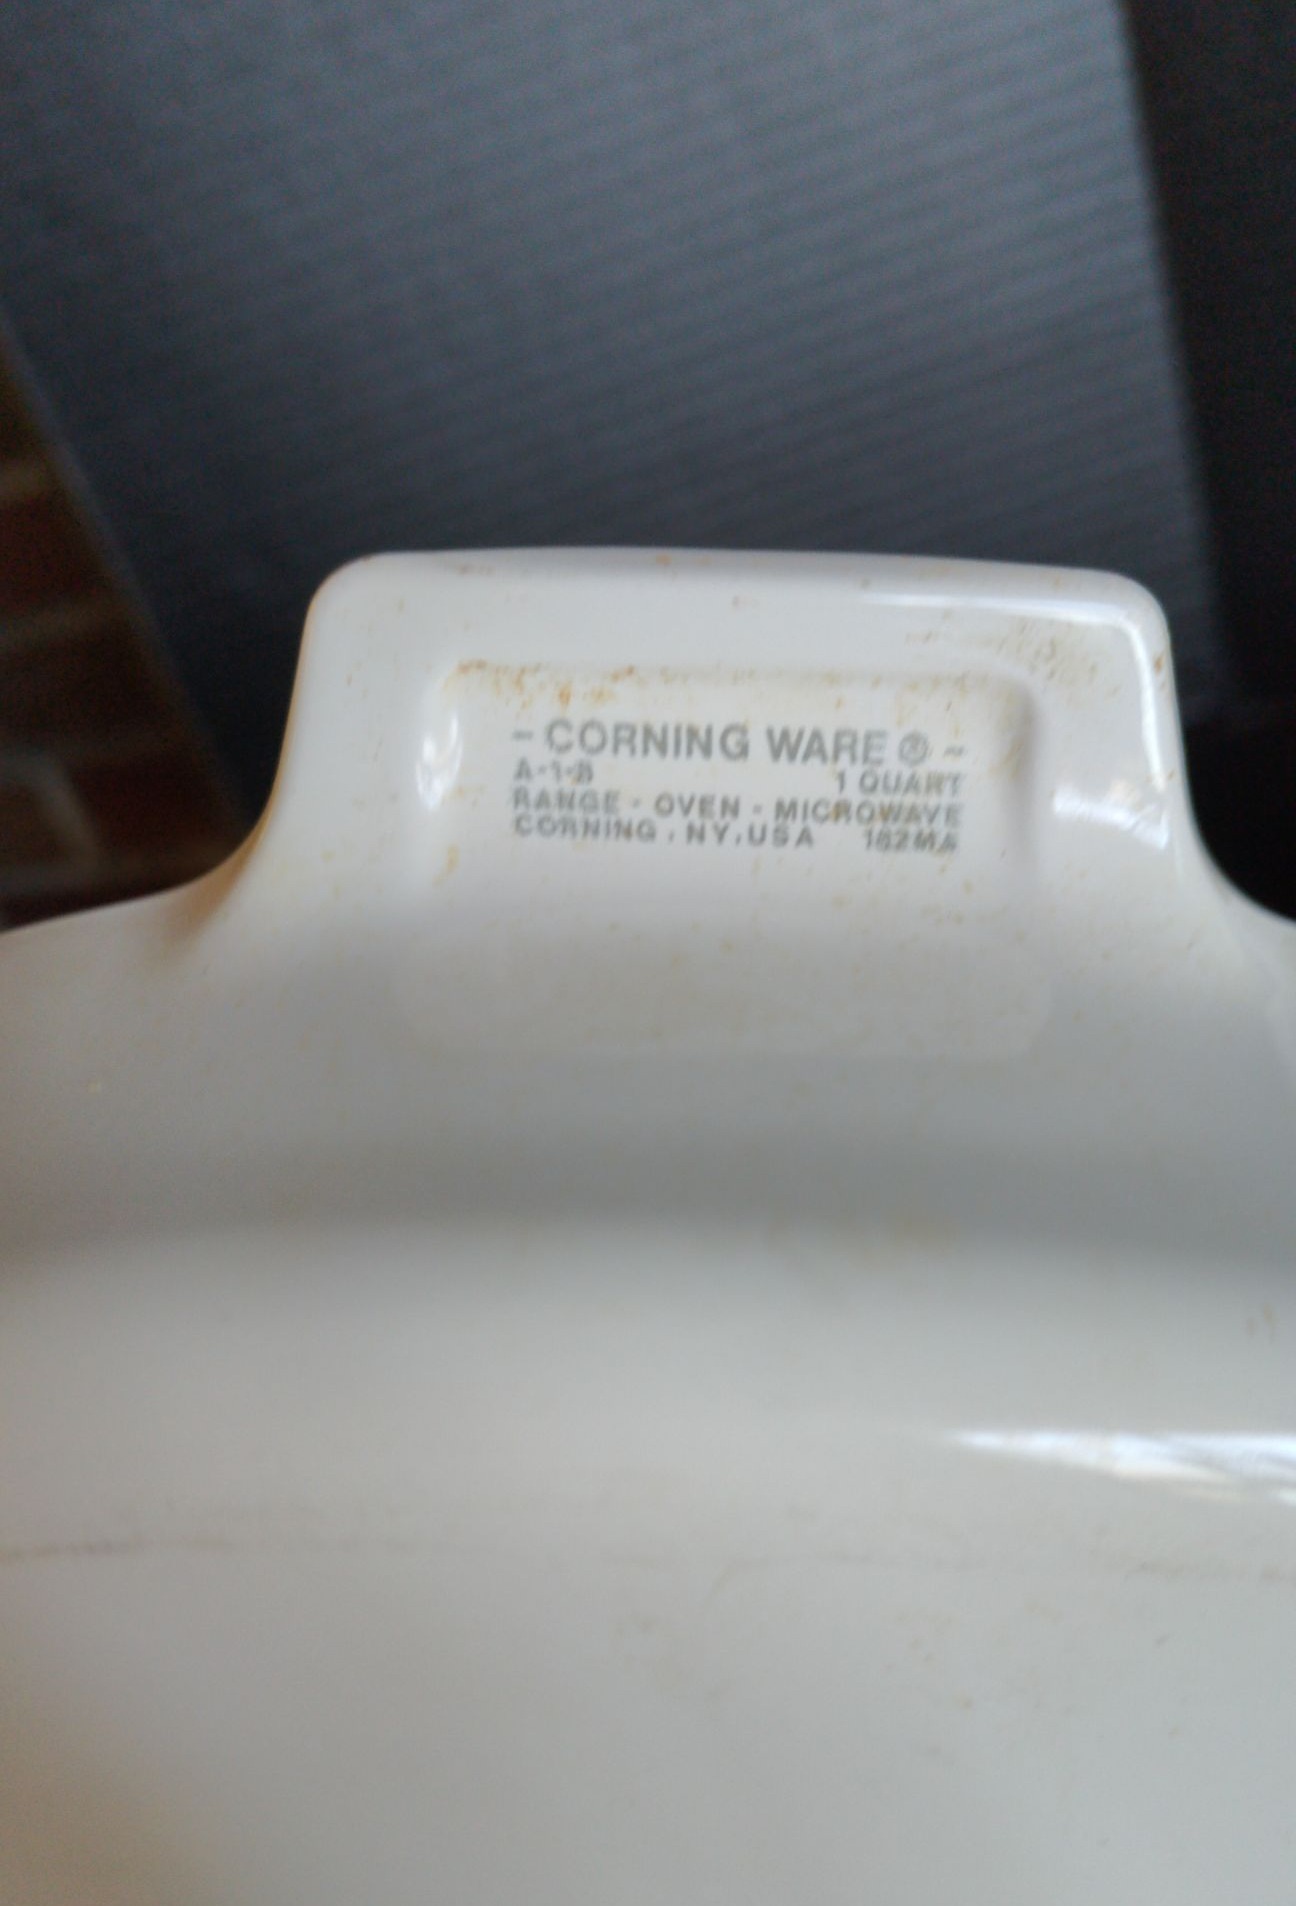 - CORNING WARE ® ~
A-1-B 1 QUART
RANGE - OVEN - MICROWAVE
CORNING, NY, USA 182MA